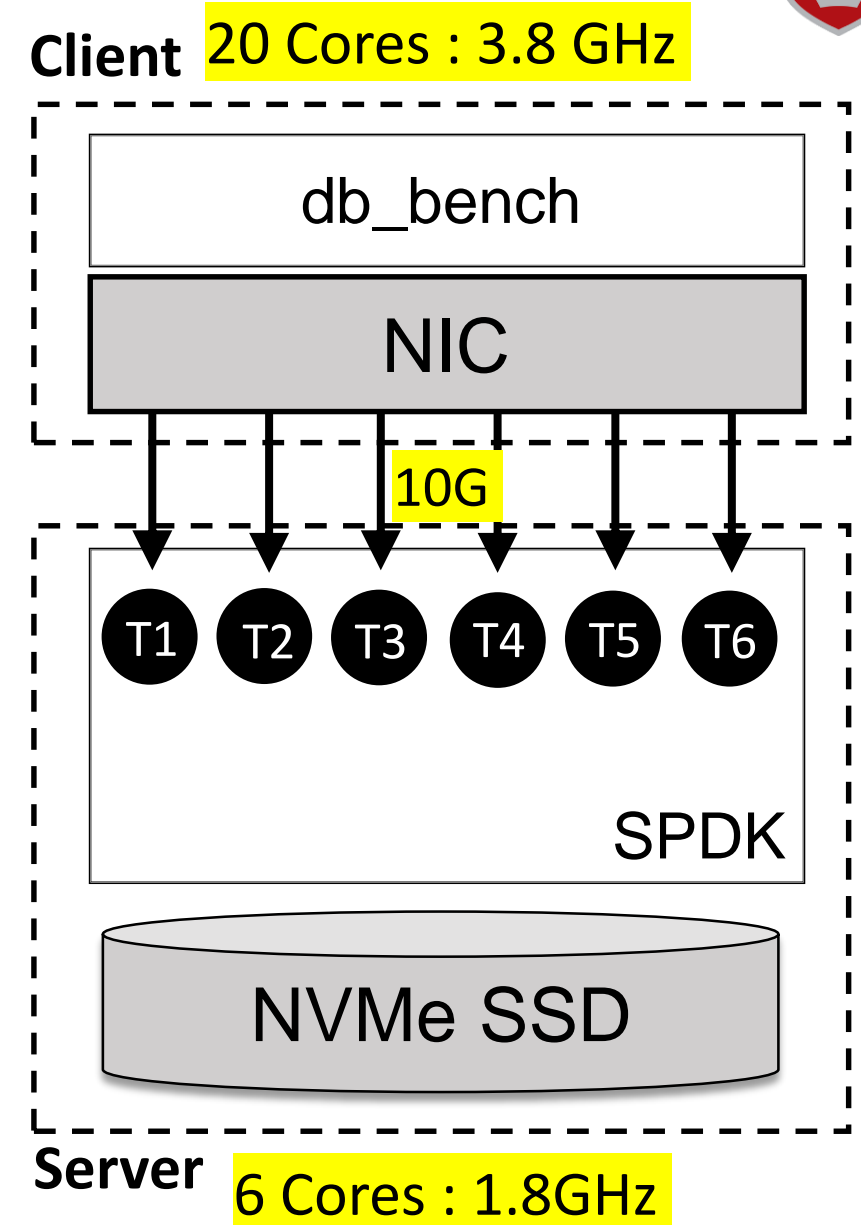 Client 20 Cores : 3.8 GHz
db_bench
NIC
10G
T1 T2 T3 T4 T5 T6
SPDK
NVMe SSD
Server 6 Cores : 1.8GHz